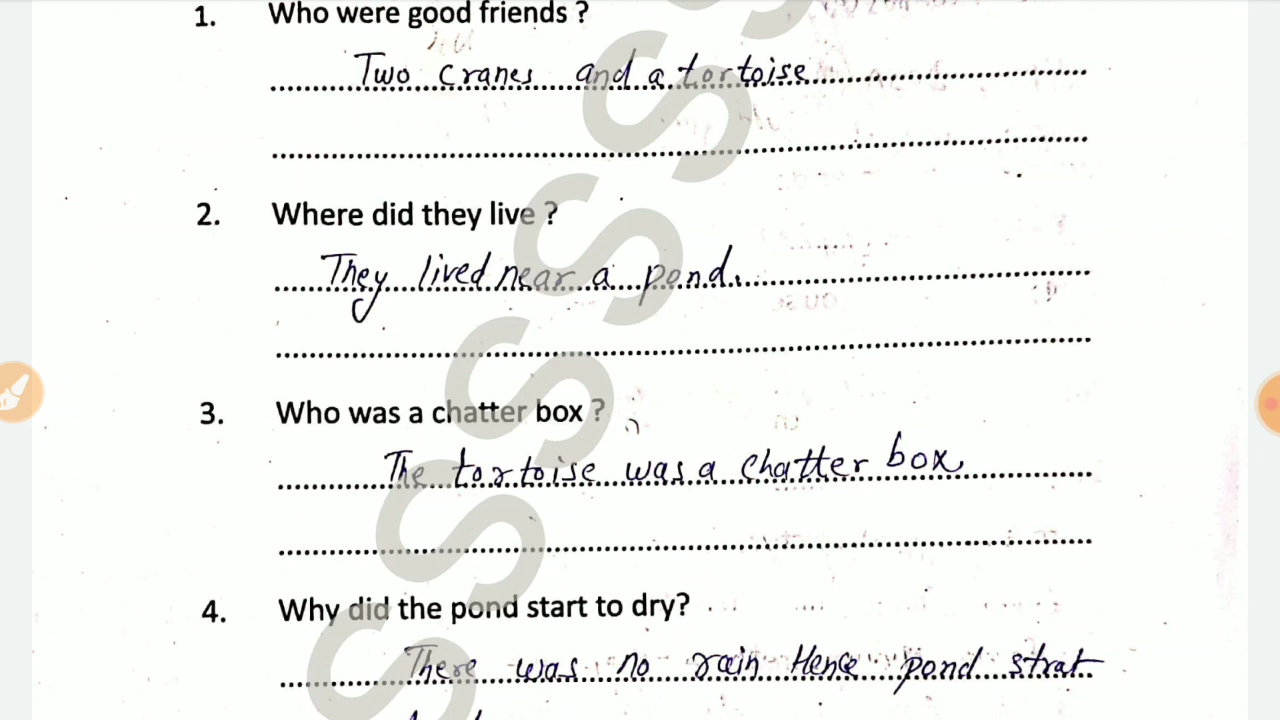 1. Who were good friends ?
Two cranes and a tortoise
2. Where did they live ?
They lived near a pond.
3. Who was a chatter box ?
The tortoise was a chatter box.
4. Why did the pond start to dry?
There was no rain Hence pond strat
SSSSS